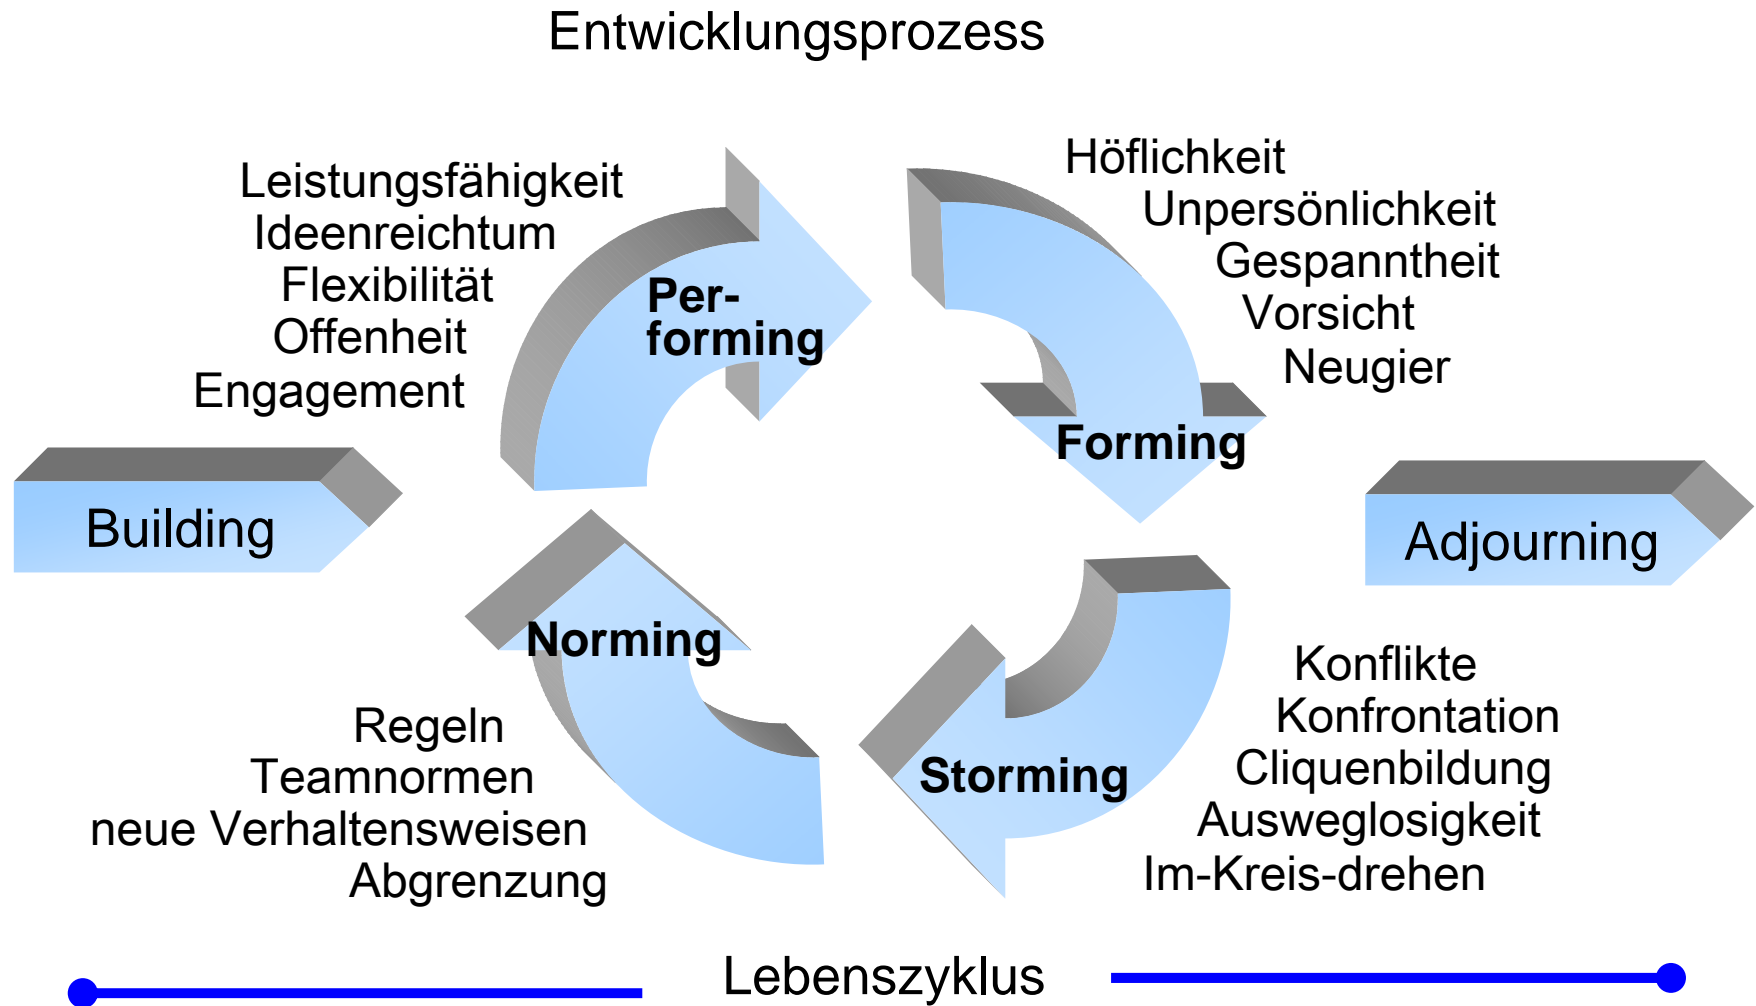 Entwicklungsprozess
Leistungsfähigkeit
Ideenreichtum
Flexibilität
Offenheit
Engagement
Per-
forming
Höflichkeit
Unpersönlichkeit
Gespanntheit
Vorsicht
Neugier
Forming
Building
Adjourning
Norming
Regeln
Teamnormen
neue Verhaltensweisen
Abgrenzung
Storming
Konflikte
Konfrontation
Cliquenbildung
Ausweglosigkeit
Im-Kreis-drehen
Lebenszyklus